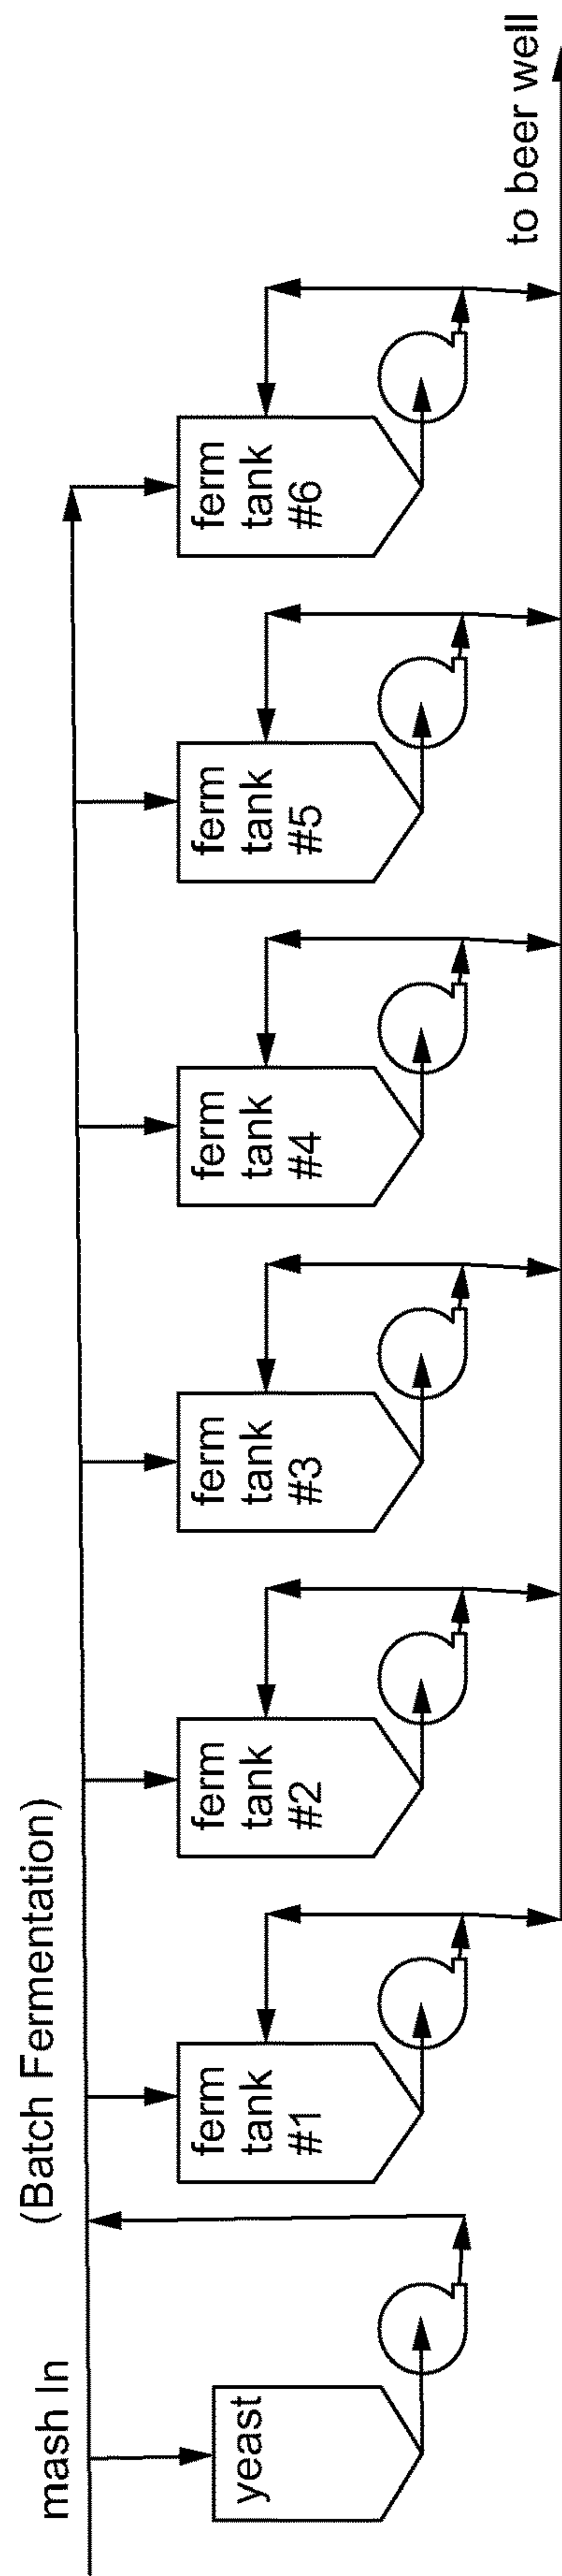 mash In
(Batch Fermentation)
yeast
ferm
tank
#1
ferm
tank
#2
ferm
tank
#3
ferm
tank
#4
ferm
tank
#5
ferm
tank
#6
to beer well